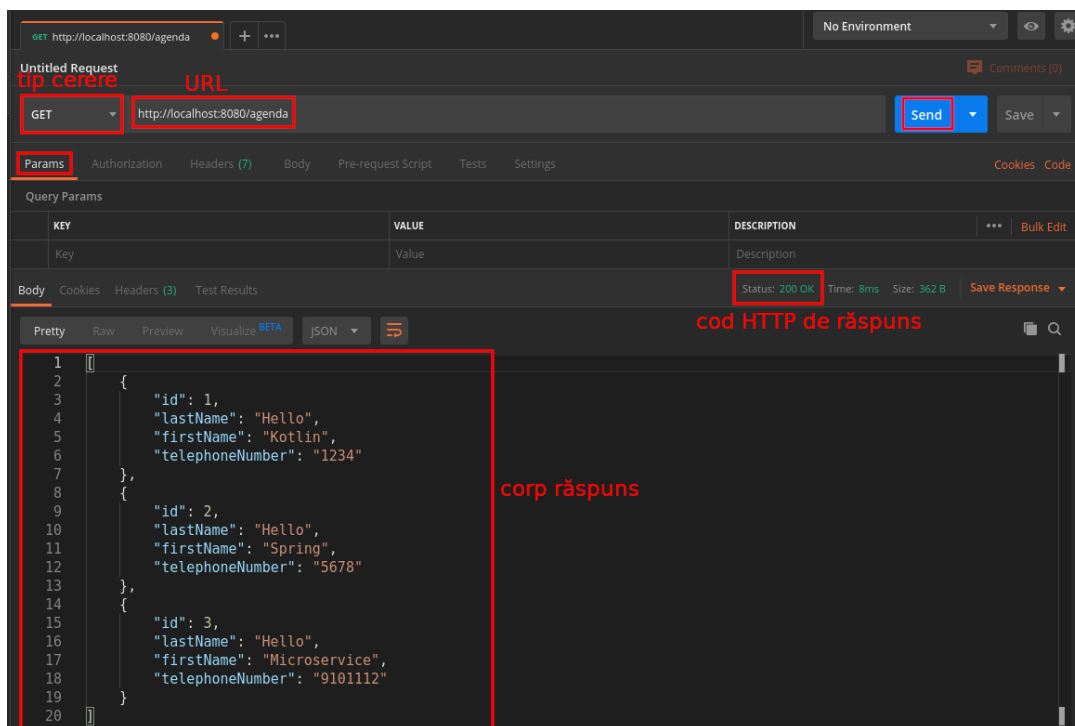 GET http://localhost:8080/agenda + ••• No Environment
Untitled Request Comments (0)
tip cerere URL
GET http://localhost:8080/agenda Send Save
Params Authorization Headers (7) Body Pre-request Script Tests Settings Cookies Code
Query Params
KEY VALUE DESCRIPTION ••• Bulk Edit
Key Value Description
Body Cookies Headers (3) Test Results Status: 200 OK Time: 8ms Size: 362 B Save Response
cod HTTP de răspuns
Pretty Raw Preview Visualize BETA JSON
1 [
2 {
3 "id": 1,
4 "lastName": "Hello",
5 "firstName": "Kotlin",
6 "telephoneNumber": "1234"
7 },
8 {
corp răspuns
9 "id": 2,
10 "lastName": "Hello",
11 "firstName": "Spring",
12 "telephoneNumber": "5678"
13 },
14 {
15 "id": 3,
16 "lastName": "Hello",
17 "firstName": "Microservice",
18 "telephoneNumber": "9101112"
19 }
20 ]